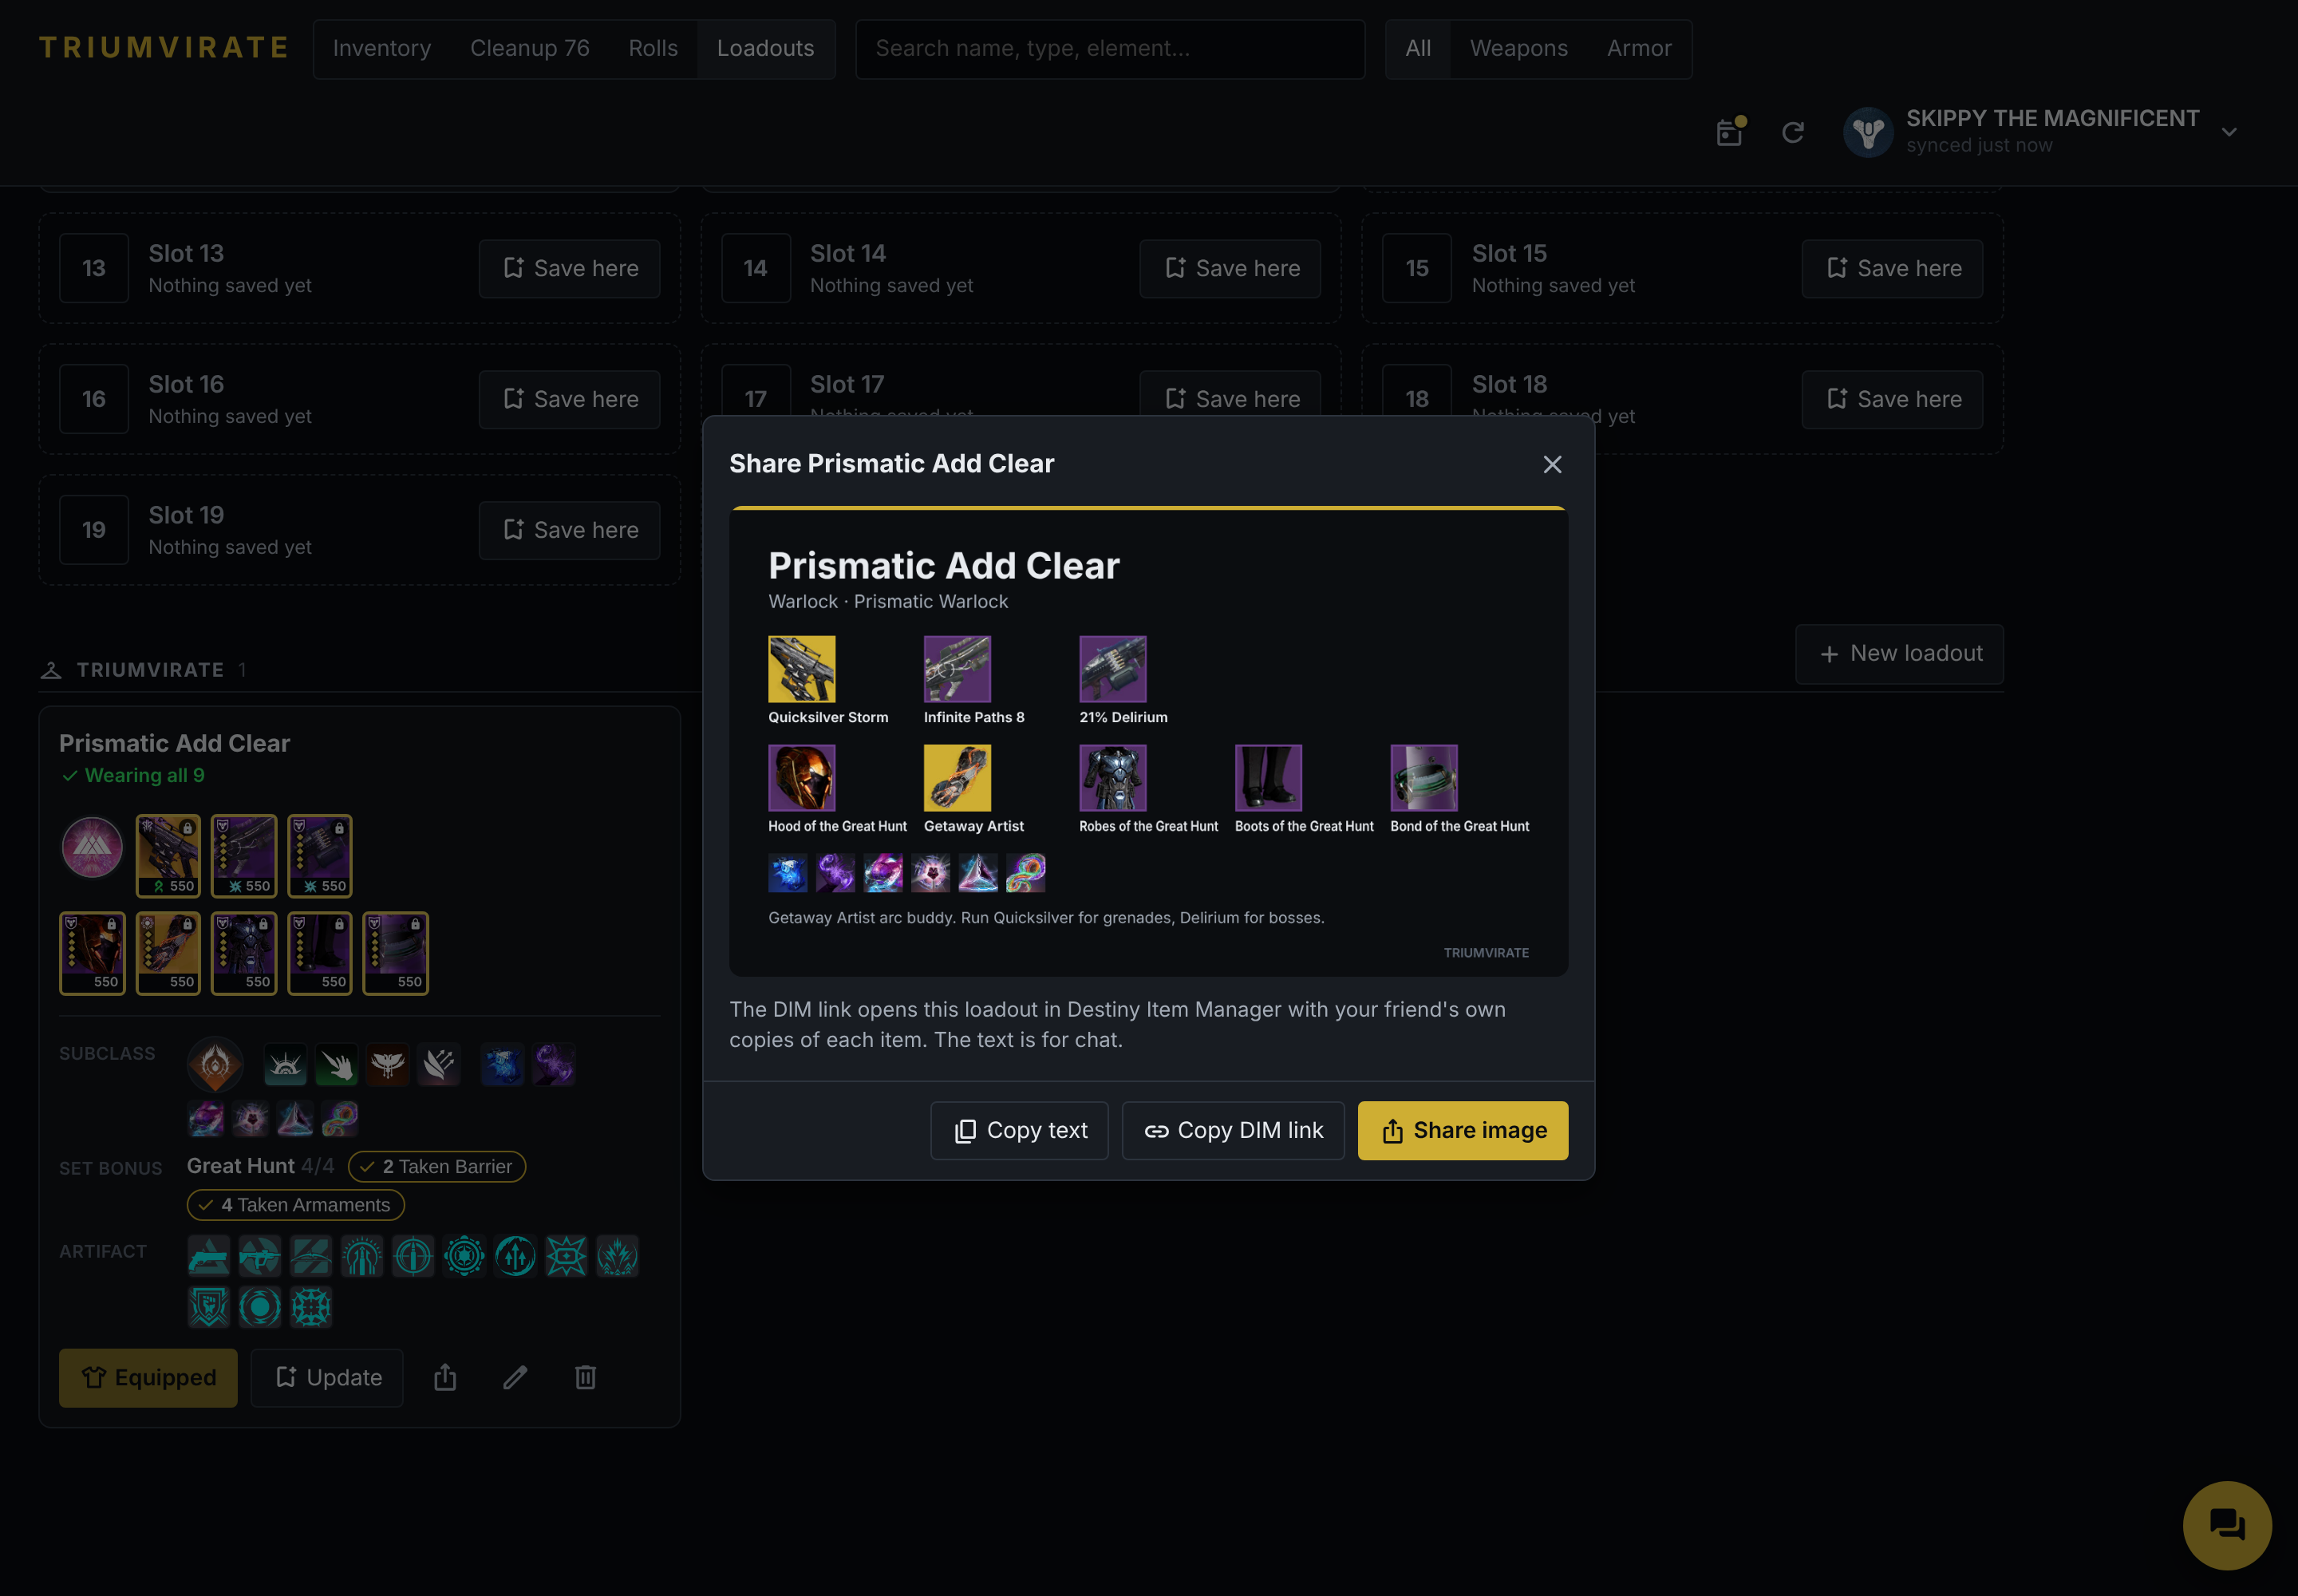 TRIUMVIRATE
Inventory
Cleanup 76
Rolls
Loadouts
Search name, type, element...
All
Weapons
Armor
SKIPPY THE MAGNIFICENT
synced just now
13
Slot 13
Nothing saved yet
Save here
14
Slot 14
Nothing saved yet
Save here
15
Slot 15
Nothing saved yet
Save here
16
Slot 16
Nothing saved yet
Save here
17
Slot 17
Nothing saved yet
Save here
18
Slot 18
Nothing saved yet
Save here
19
Slot 19
Nothing saved yet
Save here
TRIUMVIRATE 1
New loadout
Prismatic Add Clear
Wearing all 9
550
550
550
550
550
550
550
550
SUBCLASS
SET BONUS
Great Hunt 4/4
2 Taken Barrier
4 Taken Armaments
ARTIFACT
Equipped
Update
Share Prismatic Add Clear
Prismatic Add Clear
Warlock · Prismatic Warlock
Quicksilver Storm
Infinite Paths 8
21% Delirium
Hood of the Great Hunt
Getaway Artist
Robes of the Great Hunt
Boots of the Great Hunt
Bond of the Great Hunt
Getaway Artist arc buddy. Run Quicksilver for grenades, Delirium for bosses.
TRIUMVIRATE
The DIM link opens this loadout in Destiny Item Manager with your friend's own
copies of each item. The text is for chat.
Copy text
Copy DIM link
Share image